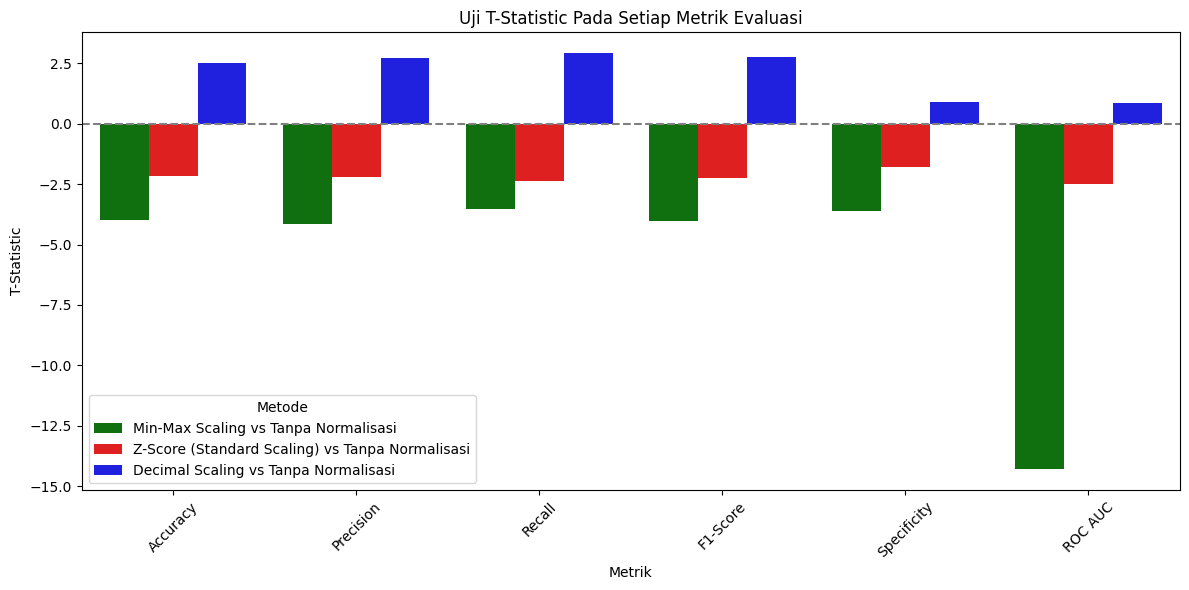 Uji T-Statistic Pada Setiap Metrik Evaluasi
T-Statistic
2.5
0.0
−2.5
−5.0
−7.5
−10.0
−12.5
−15.0
Metode
Min-Max Scaling vs Tanpa Normalisasi
Z-Score (Standard Scaling) vs Tanpa Normalisasi
Decimal Scaling vs Tanpa Normalisasi
Accuracy
Precision
Recall
F1-Score
Specificity
ROC AUC
Metrik